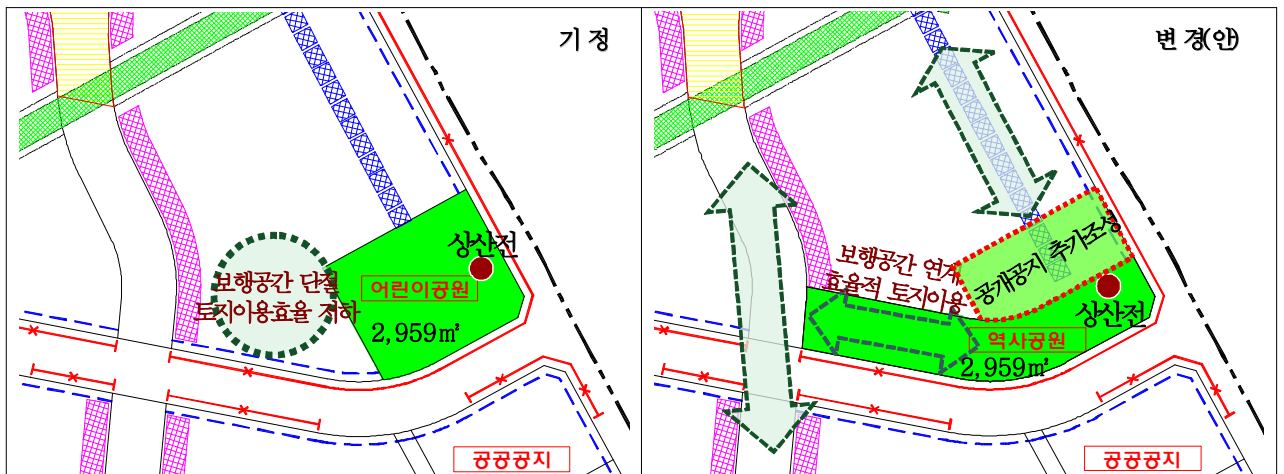 기 정
상산전
보행공간 단절
토지이용효율 저하
어린이공원
2,959㎡
공공공지
변 경(안)
보행공간 연계
효율적 토지이용
공개공지 추가조성
상산전
역사공원
2,959㎡
공공공지